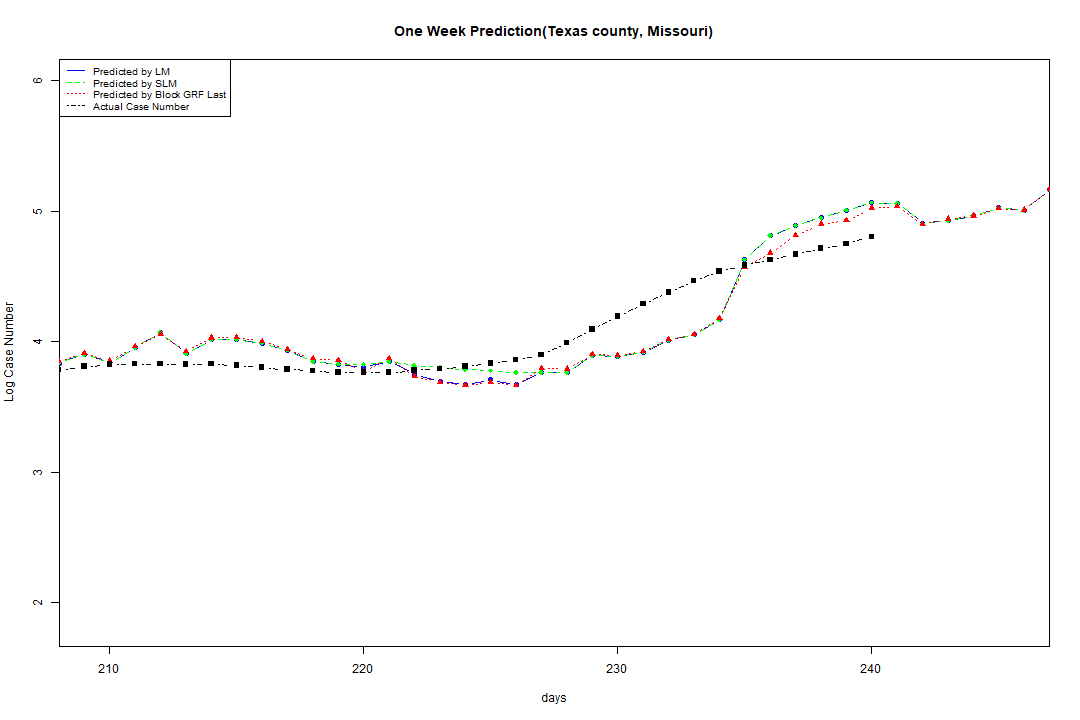 One Week Prediction(Texas county, Missouri)
Predicted by LM
Predicted by SLM
Predicted by Block GRF Last
Actual Case Number
6
5
4
3
2
Log Case Number
210 220 230 240
days